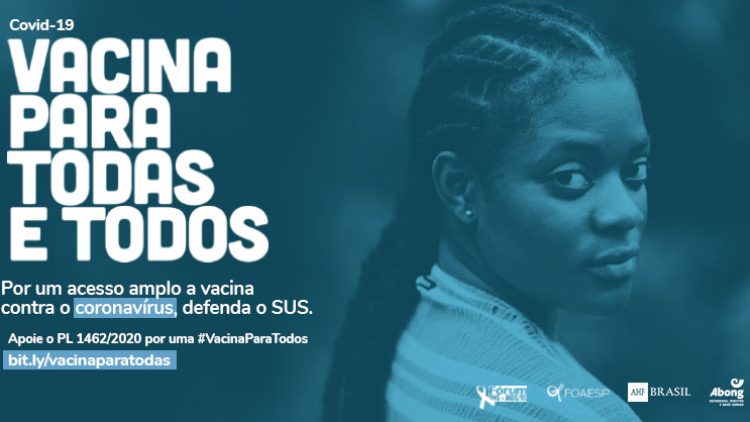 Covid-19
VACINA
PARA
TODAS
E TODOS
Por um acesso amplo a vacina
contra o coronavírus, defenda o SUS.
Apoie o PL 1462/2020 por uma #VacinaParaTodos
bit.ly/vacinaparatodas
Fórum
FOAESP
AHF BRASIL
Abong